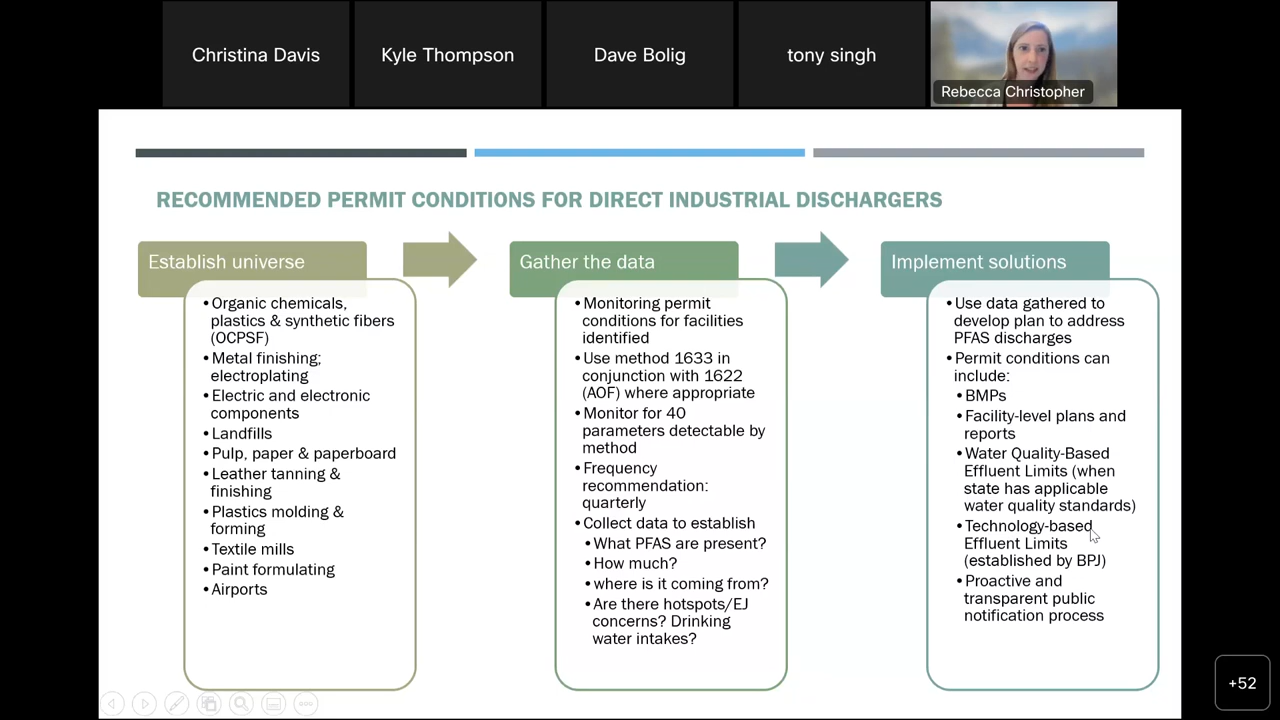 Christina Davis
Kyle Thompson
Dave Bolig
tony singh
Rebecca Christopher
RECOMMENDED PERMIT CONDITIONS FOR DIRECT INDUSTRIAL DISCHARGERS
Establish universe
•Organic chemicals,
plastics & synthetic fibers
(OCPSF)
•Metal finishing;
electroplating
•Electric and electronic
components
•Landfills
•Pulp, paper & paperboard
•Leather tanning &
finishing
•Plastics molding &
forming
•Textile mills
•Paint formulating
•Airports
Gather the data
•Monitoring permit
conditions for facilities
identified
•Use method 1633 in
conjunction with 1622
(AOF) where appropriate
•Monitor for 40
parameters detectable by
method
•Frequency
recommendation:
quarterly
•Collect data to establish
•What PFAS are present?
•How much?
•where is it coming from?
•Are there hotspots/EJ
concerns? Drinking
water intakes?
Implement solutions
•Use data gathered to
develop plan to address
PFAS discharges
•Permit conditions can
include:
•BMPs
•Facility-level plans and
reports
•Water Quality-Based
Effluent Limits (when
state has applicable
water quality standards)
•Technology-based
Effluent Limits
(established by BPJ)
•Proactive and
transparent public
notification process
+52